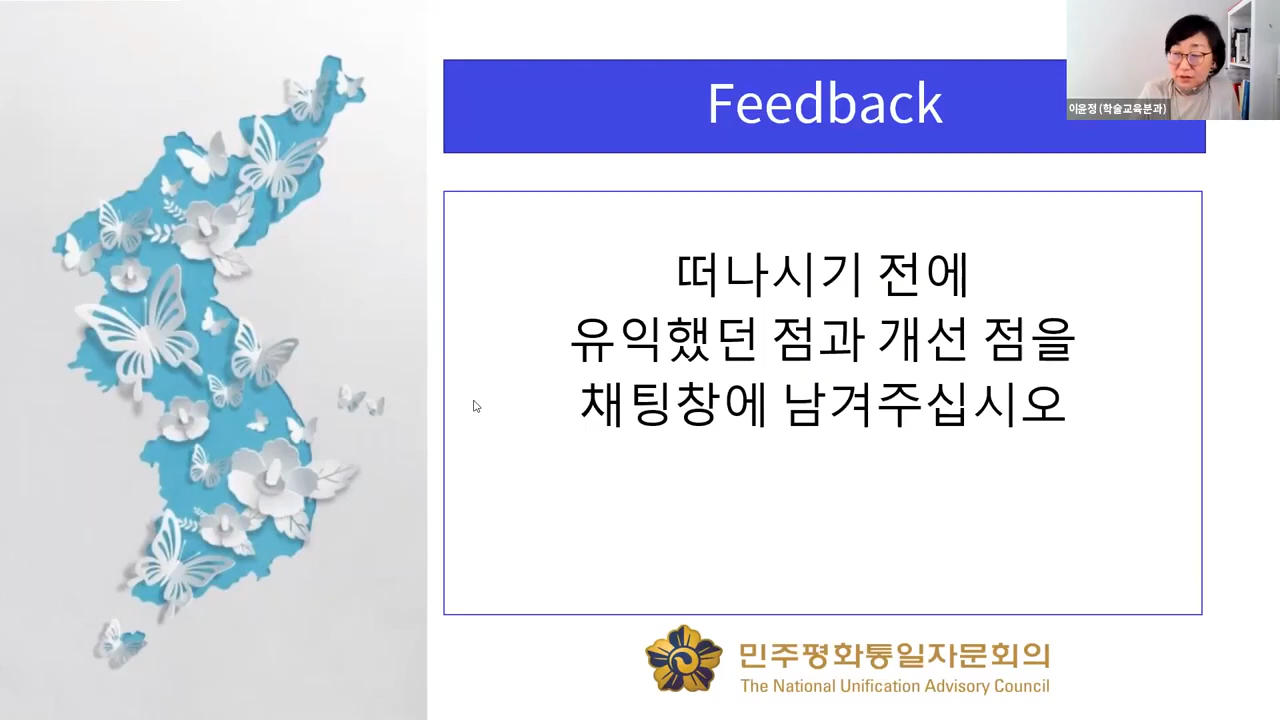 Feedback
이윤정 (학술교육분과)
떠나시기 전에
유익했던 점과 개선 점을
채팅창에 남겨주십시오
민주평화통일자문회의
The National Unification Advisory Council